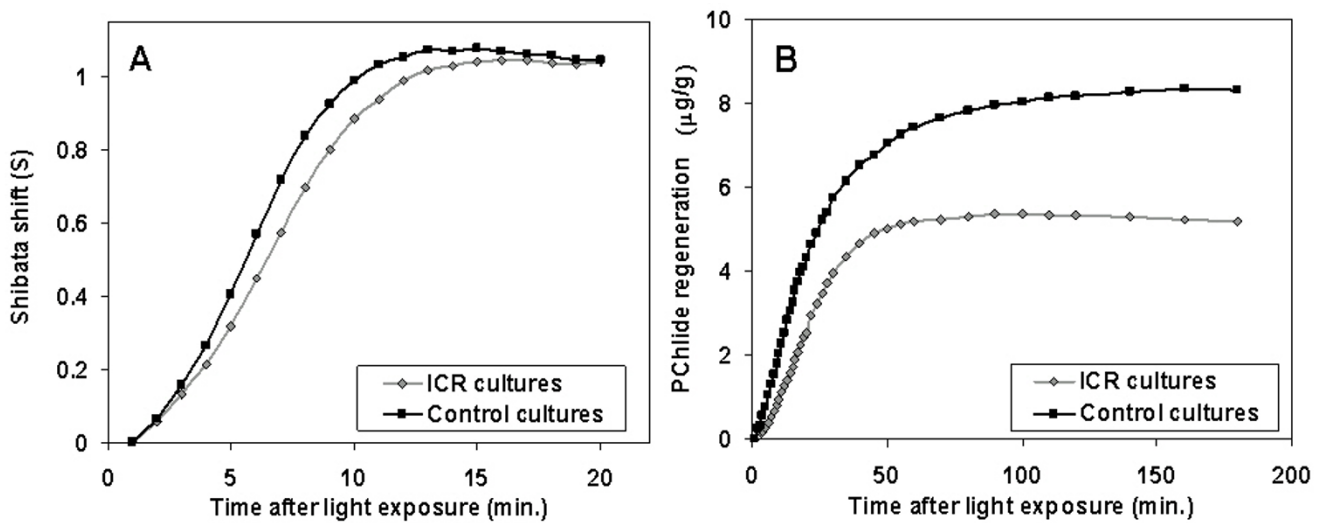 A
Shibata shift (S)
1
0.8
0.6
0.4
0.2
0
0
5
10
15
20
Time after light exposure (min.)
ICR cultures
Control cultures
B
PChlide regeneration (µg/g)
10
8
6
4
2
0
0
50
100
150
200
Time after light exposure (min.)
ICR cultures
Control cultures